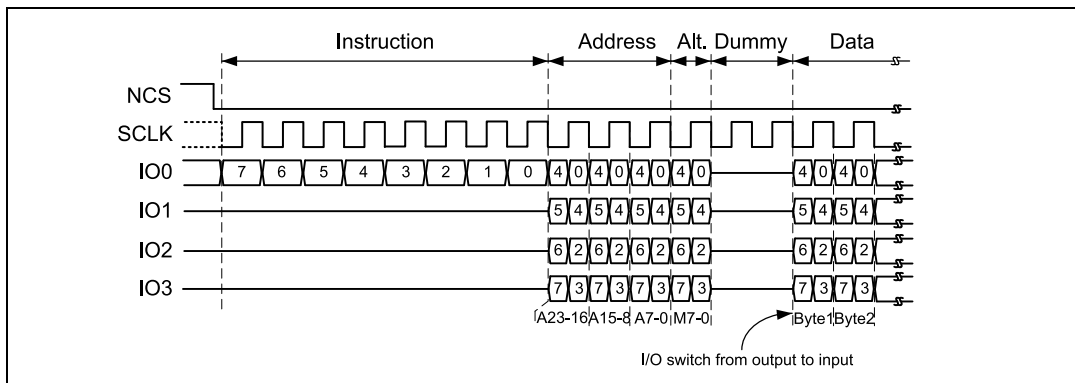 Instruction Address Alt. Dummy Data
NCS
SCLK
IO0 7 6 5 4 3 2 1 0 4 0 4 0 4 0 4 0 4 0 4 0
IO1 5 4 5 4 5 4 5 4 5 4 5 4
IO2 6 2 6 2 6 2 6 2 6 2 6 2
IO3 7 3 7 3 7 3 7 3 7 3 7 3
A23-16 A15-8 A7-0 M7-0 Byte1 Byte2
I/O switch from output to input